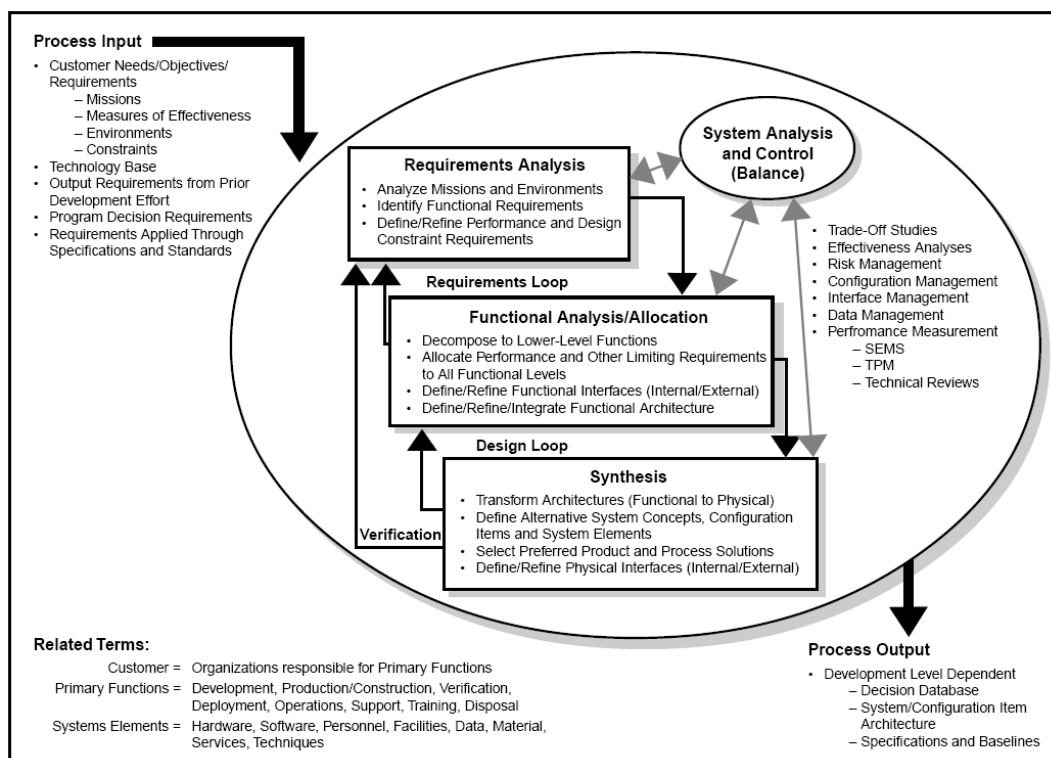 Process Input
• Customer Needs/Objectives/
Requirements
– Missions
– Measures of Effectiveness
– Environments
– Constraints
• Technology Base
• Output Requirements from Prior
Development Effort
• Program Decision Requirements
• Requirements Applied Through
Specifications and Standards
System Analysis
and Control
(Balance)
Requirements Analysis
• Analyze Missions and Environments
• Identify Functional Requirements
• Define/Refine Performance and Design
Constraint Requirements
• Trade-Off Studies
• Effectiveness Analyses
• Risk Management
• Configuration Management
• Interface Management
• Data Management
• Perfromance Measurement
– SEMS
– TPM
– Technical Reviews
Requirements Loop
Functional Analysis/Allocation
• Decompose to Lower-Level Functions
• Allocate Performance and Other Limiting Requirements
to All Functional Levels
• Define/Refine Functional Interfaces (Internal/External)
• Define/Refine/Integrate Functional Architecture
Design Loop
Synthesis
• Transform Architectures (Functional to Physical)
• Define Alternative System Concepts, Configuration
Items and System Elements
• Select Preferred Product and Process Solutions
• Define/Refine Physical Interfaces (Internal/External)
Verification
Related Terms:
Customer = Organizations responsible for Primary Functions
Primary Functions = Development, Production/Construction, Verification,
Deployment, Operations, Support, Training, Disposal
Systems Elements = Hardware, Software, Personnel, Facilities, Data, Material,
Services, Techniques
Process Output
• Development Level Dependent
– Decision Database
– System/Configuration Item
Architecture
– Specifications and Baselines